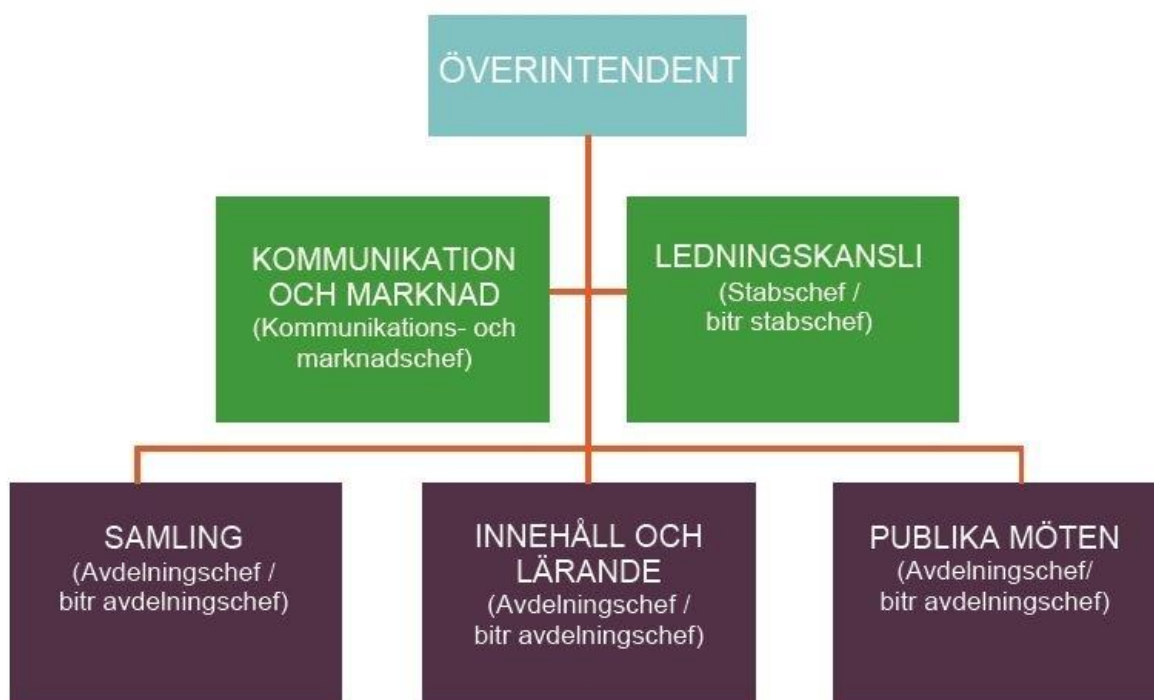 ÖVERINTENDENT
KOMMUNIKATION
OCH MARKNAD
(Kommunikations- och
marknadschef)
LEDNINGSKANSLI
(Stabschef /
bitr stabschef)
SAMLING
(Avdelningschef /
bitr avdelningschef)
INNEHÅLL OCH
LÄRANDE
(Avdelningschef /
bitr avdelningschef)
PUBLIKA MÖTEN
(Avdelningschef/
bitr avdelningschef)